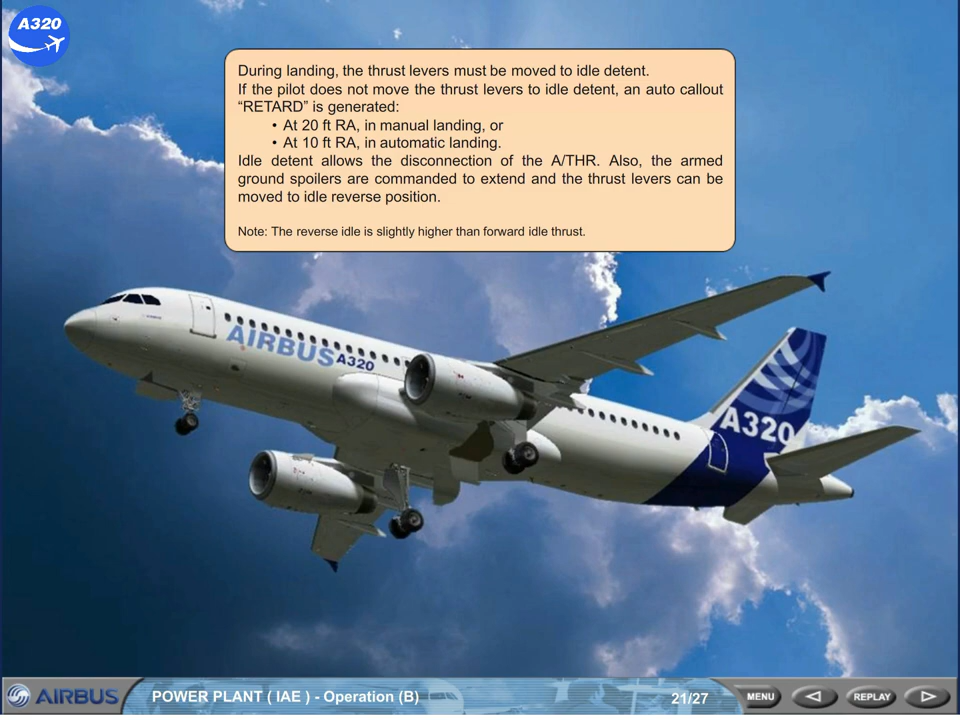 A320
During landing, the thrust levers must be moved to idle detent.
If the pilot does not move the thrust levers to idle detent, an auto callout
“RETARD” is generated:
• At 20 ft RA, in manual landing, or
• At 10 ft RA, in automatic landing.
Idle detent allows the disconnection of the A/THR. Also, the armed
ground spoilers are commanded to extend and the thrust levers can be
moved to idle reverse position.
Note: The reverse idle is slightly higher than forward idle thrust.
AIRBUS A320
A320
AIRBUS
POWER PLANT ( IAE ) - Operation (B)
21/27
MENU
REPLAY